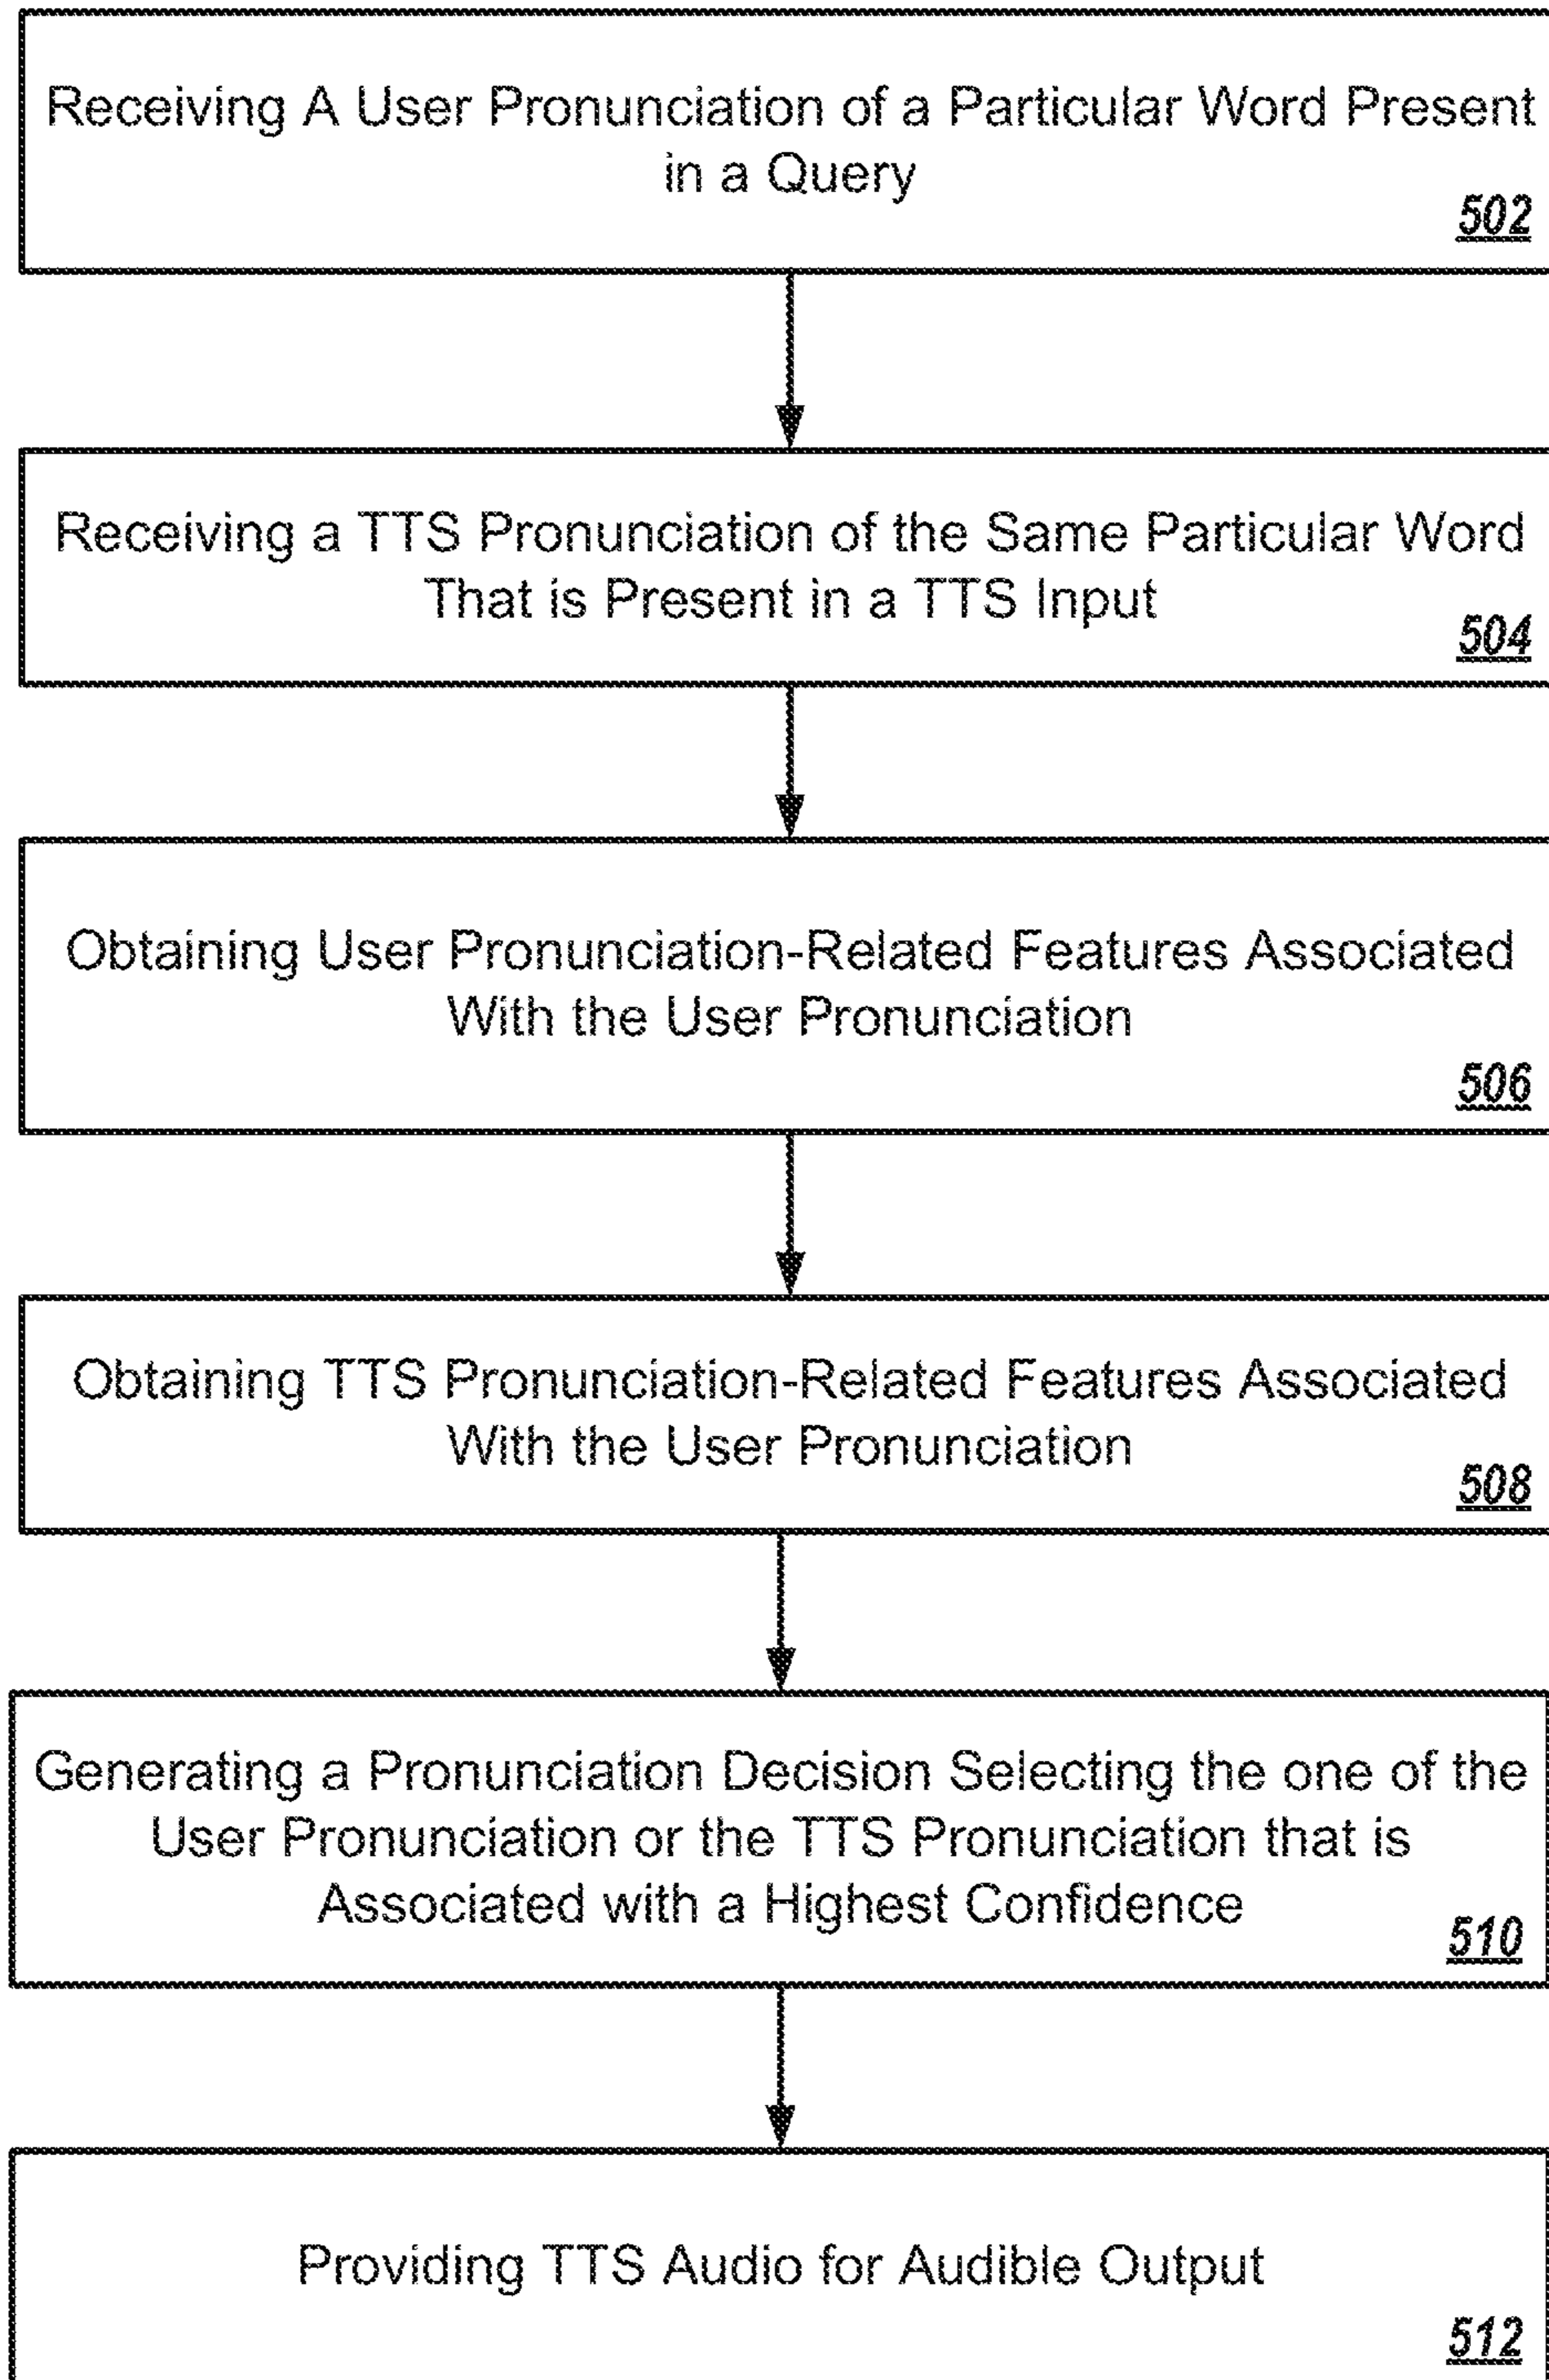 Receiving A User Pronunciation of a Particular Word Present
in a Query
502
Receiving a TTS Pronunciation of the Same Particular Word
That is Present in a TTS Input
504
Obtaining User Pronunciation-Related Features Associated
With the User Pronunciation
506
Obtaining TTS Pronunciation-Related Features Associated
With the User Pronunciation
508
Generating a Pronunciation Decision Selecting the one of the
User Pronunciation or the TTS Pronunciation that is
Associated with a Highest Confidence
510
Providing TTS Audio for Audible Output
512